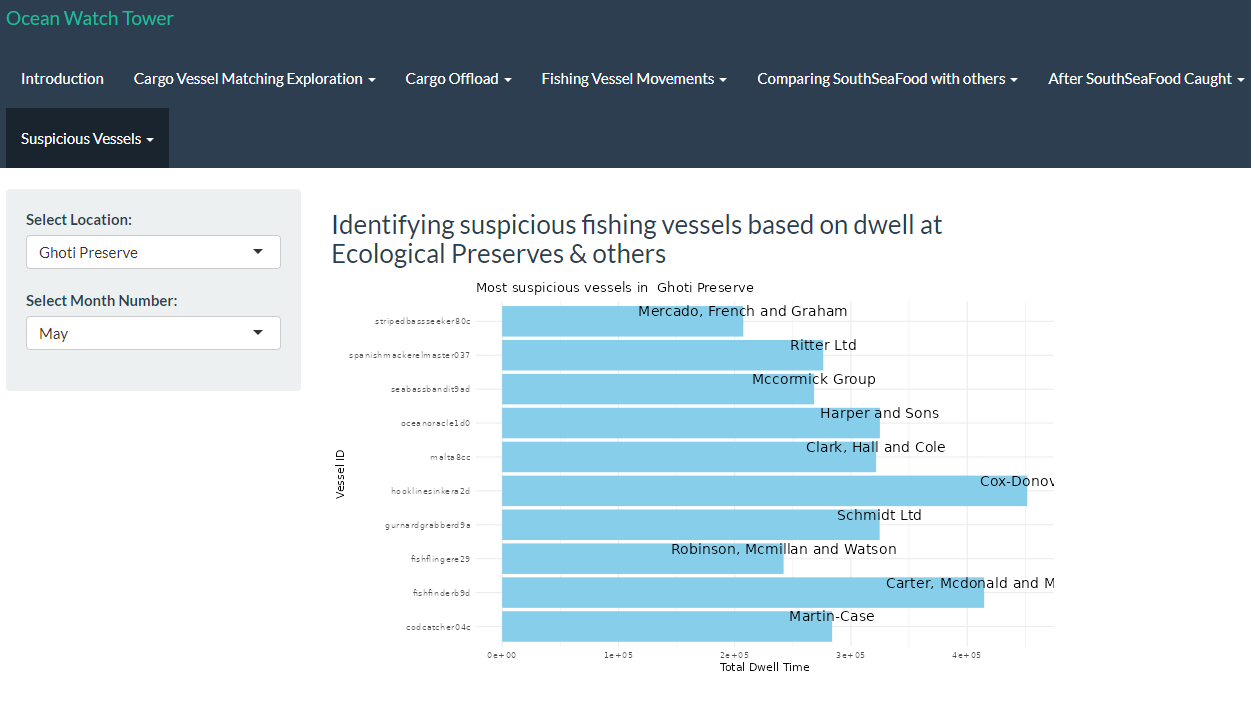 Ocean Watch Tower
Introduction Cargo Vessel Matching Exploration Cargo Offload Fishing Vessel Movements Comparing SouthSeaFood with others After SouthSeaFood Caught
Suspicious Vessels
Select Location:
Ghoti Preserve
Select Month Number:
May
Identifying suspicious fishing vessels based on dwell at
Ecological Preserves & others
Most suspicious vessels in Ghoti Preserve
Vessel ID
stripedbassseeker80c Mercado, French and Graham
spanishmackerelmaster037 Ritter Ltd
seabassbandit9ad Mccormick Group
oceanoracle1d0 Harper and Sons
malta8cc Clark, Hall and Cole
hooklinesinkera2d Cox-Donov
gurnardgrabberd9a Schmidt Ltd
fishflingere29 Robinson, Mcmillan and Watson
fishfinderb9d Carter, Mcdonald and M
codcatcher04c Martin-Case
0e+00 1e+05 2e+05 3e+05 4e+05
Total Dwell Time